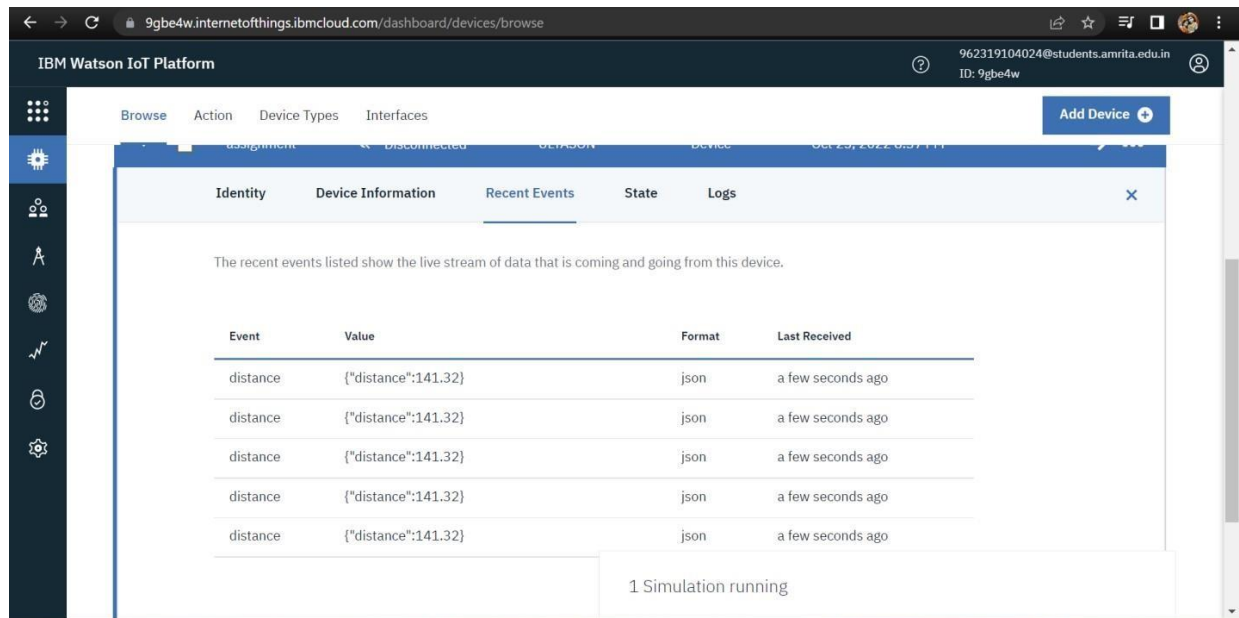 9gbe4w.internetofthings.ibmcloud.com/dashboard/devices/browse
IBM Watson IoT Platform
962319104024@students.amrita.edu.in
ID: 9gbe4w
Browse Action Device Types Interfaces Add Device
assignment Disconnected Device
Identity Device Information Recent Events State Logs
The recent events listed show the live stream of data that is coming and going from this device.
Event Value Format Last Received
distance {"distance":141.32} json a few seconds ago
distance {"distance":141.32} json a few seconds ago
distance {"distance":141.32} json a few seconds ago
distance {"distance":141.32} json a few seconds ago
distance {"distance":141.32} json a few seconds ago
1 Simulation running